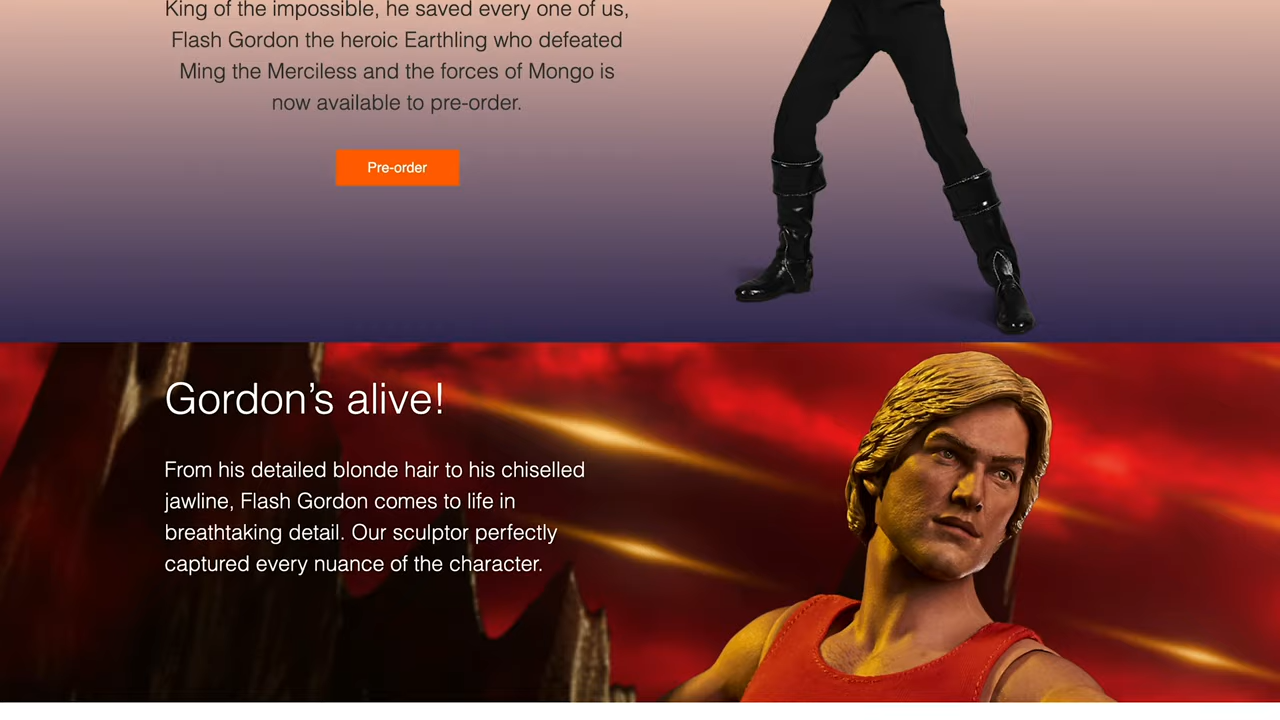 King of the impossible, he saved every one of us,
Flash Gordon the heroic Earthling who defeated
Ming the Merciless and the forces of Mongo is
now available to pre-order.
Pre-order
Gordon’s alive!
From his detailed blonde hair to his chiselled
jawline, Flash Gordon comes to life in
breathtaking detail. Our sculptor perfectly
captured every nuance of the character.